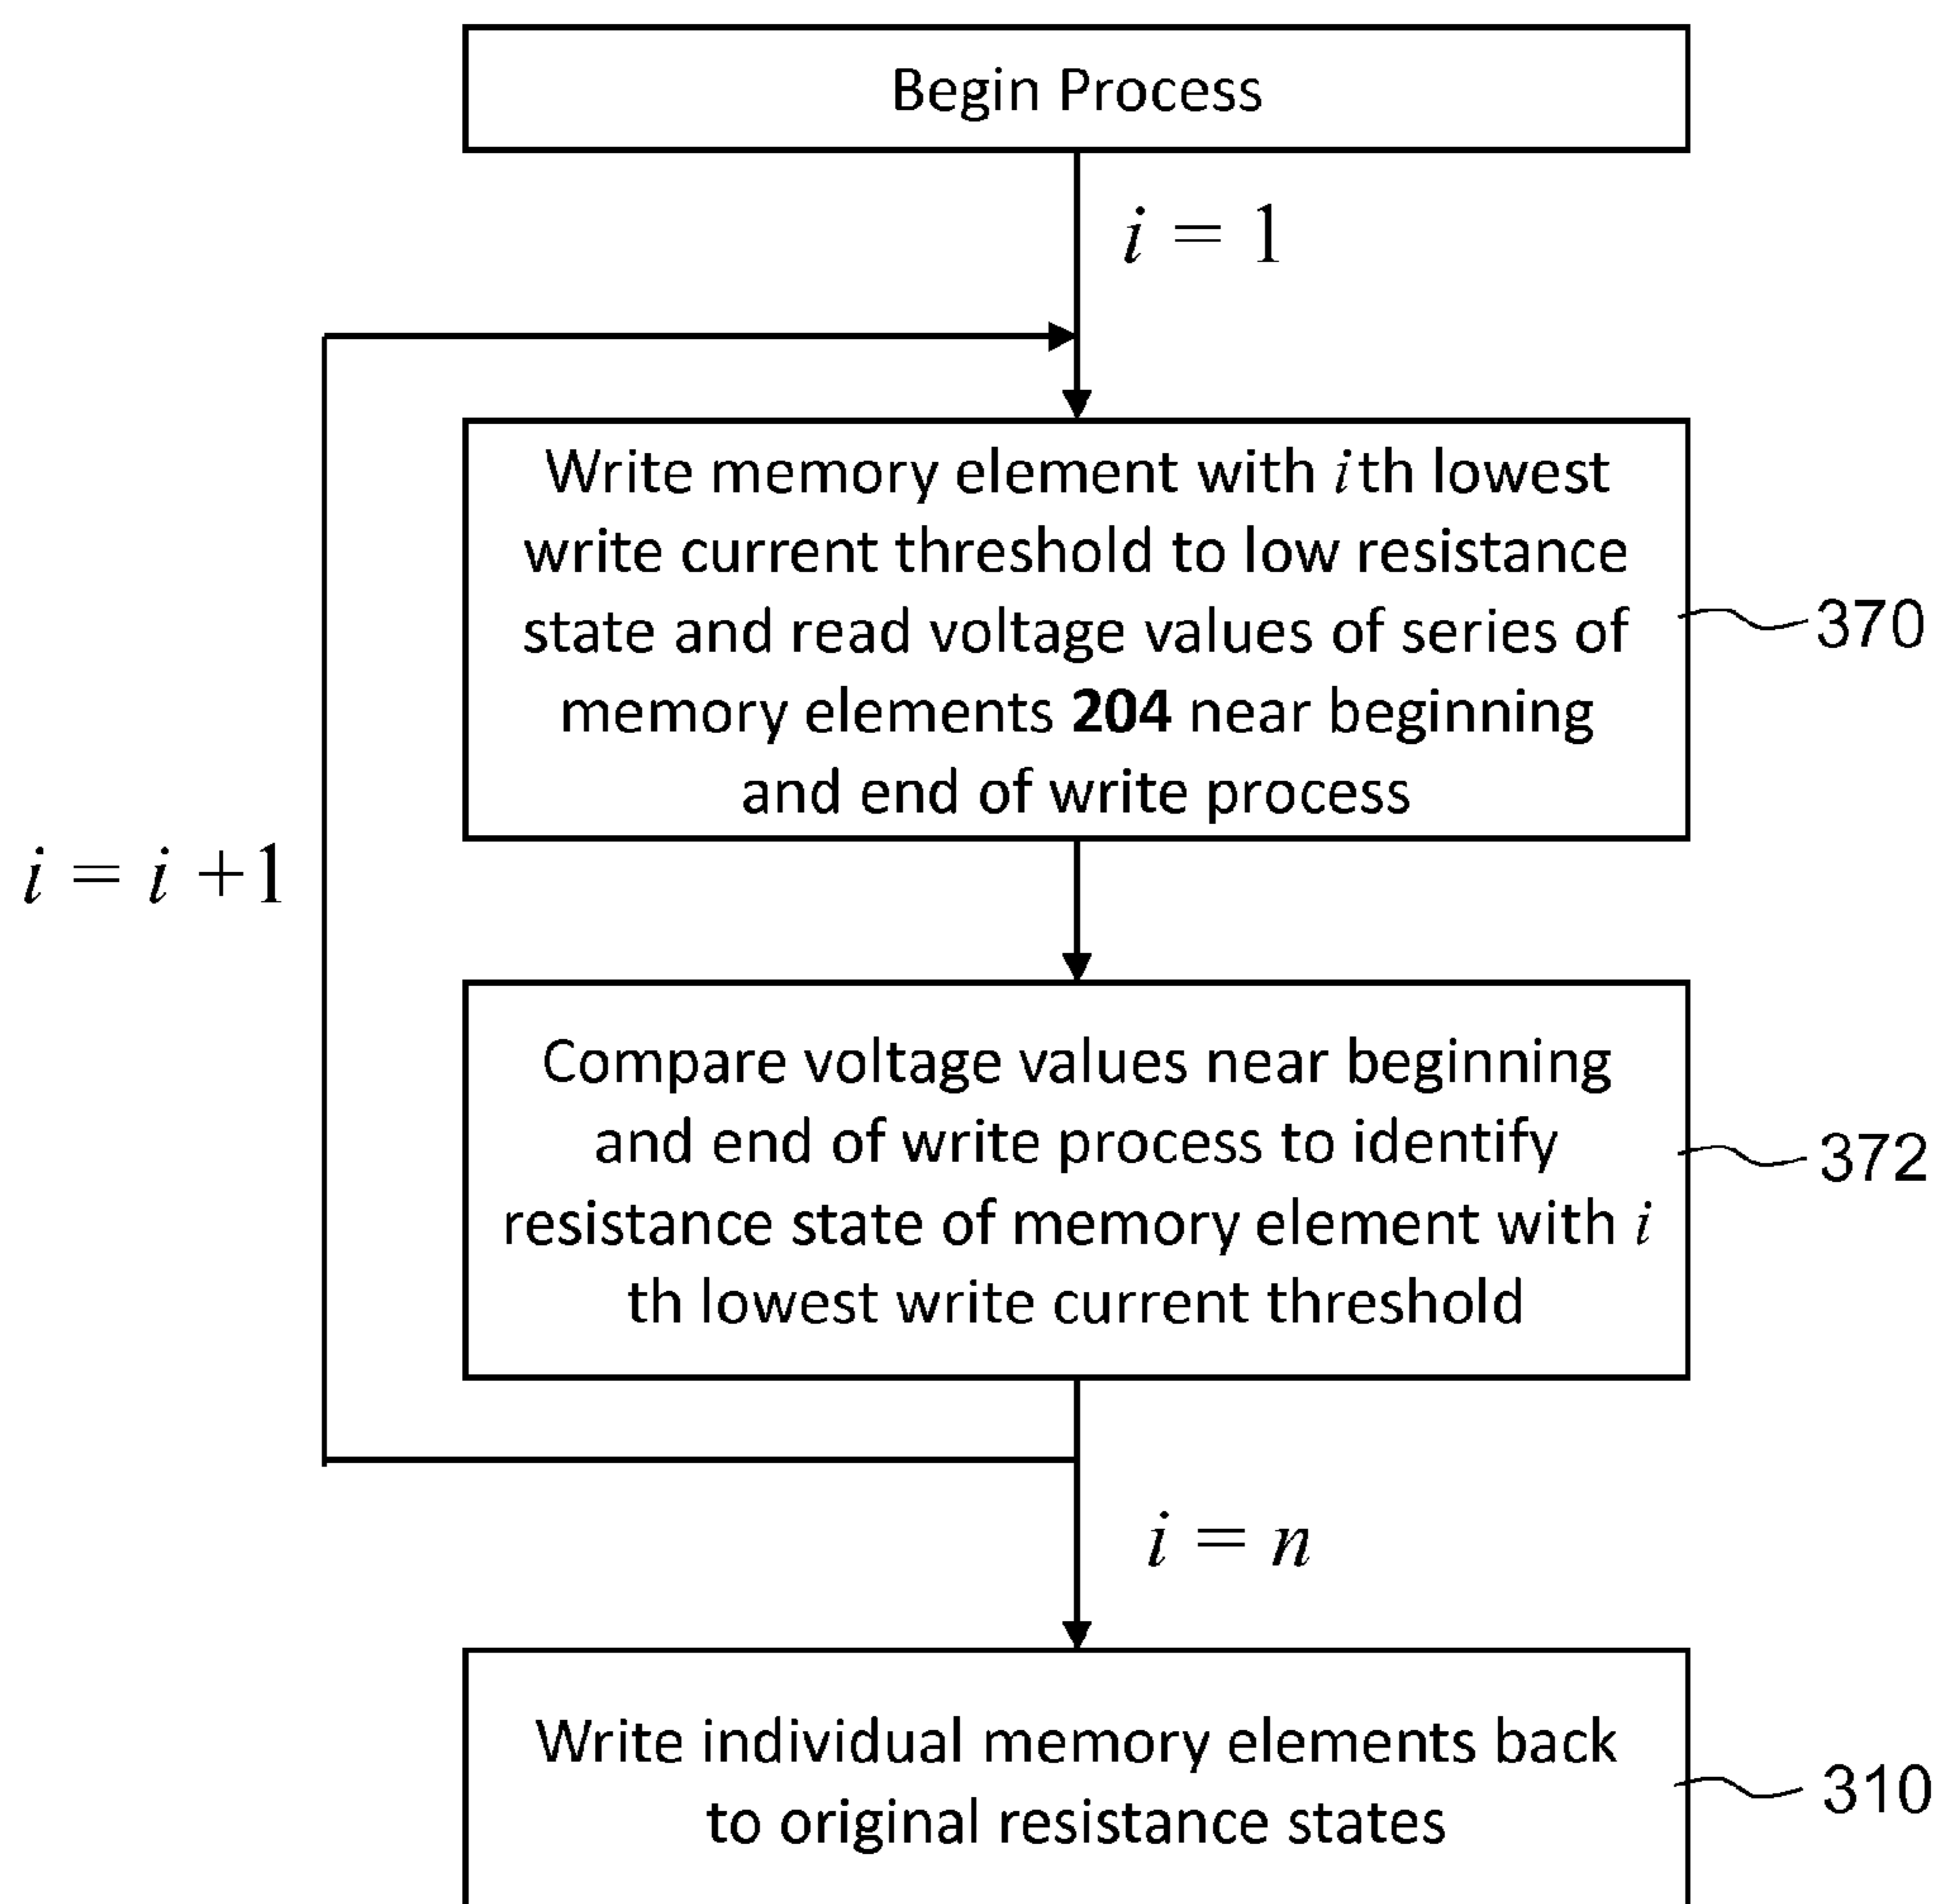 Begin Process
i = 1
Write memory element with i th lowest
write current threshold to low resistance
state and read voltage values of series of
memory elements 204 near beginning
and end of write process
370
i = i +1
Compare voltage values near beginning
and end of write process to identify
resistance state of memory element with i
th lowest write current threshold
372
i = n
Write individual memory elements back
to original resistance states
310